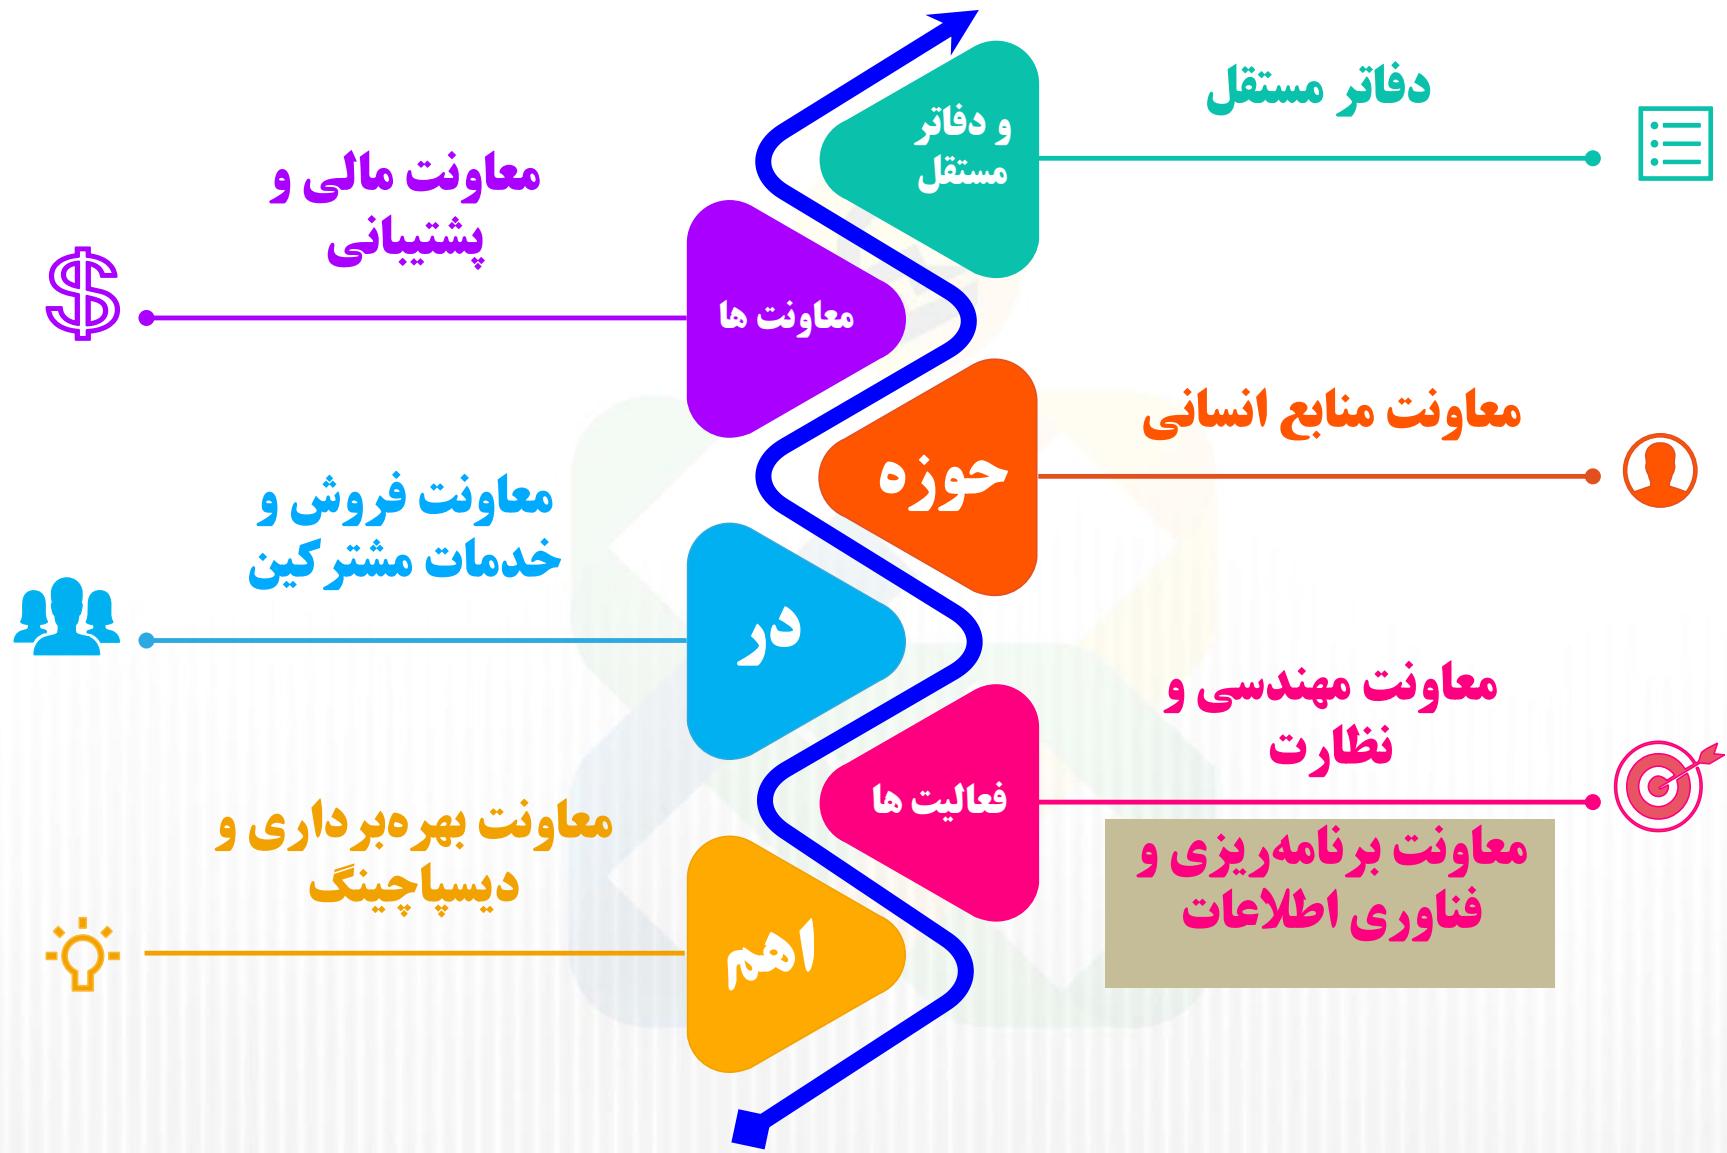 دفاتر مستقل
و دفاتر
مستقل
معاونت مالی و
پشتیبانی
معاونت ها
معاونت منابع انسانی
حوزه
معاونت فروش و
خدمات مشترکین
در
معاونت مهندسی و
نظارت
فعالیت ها
معاونت برنامه‌ریزی و
فناوری اطلاعات
معاونت بهره‌برداری و
دیسپاچینگ
اهم